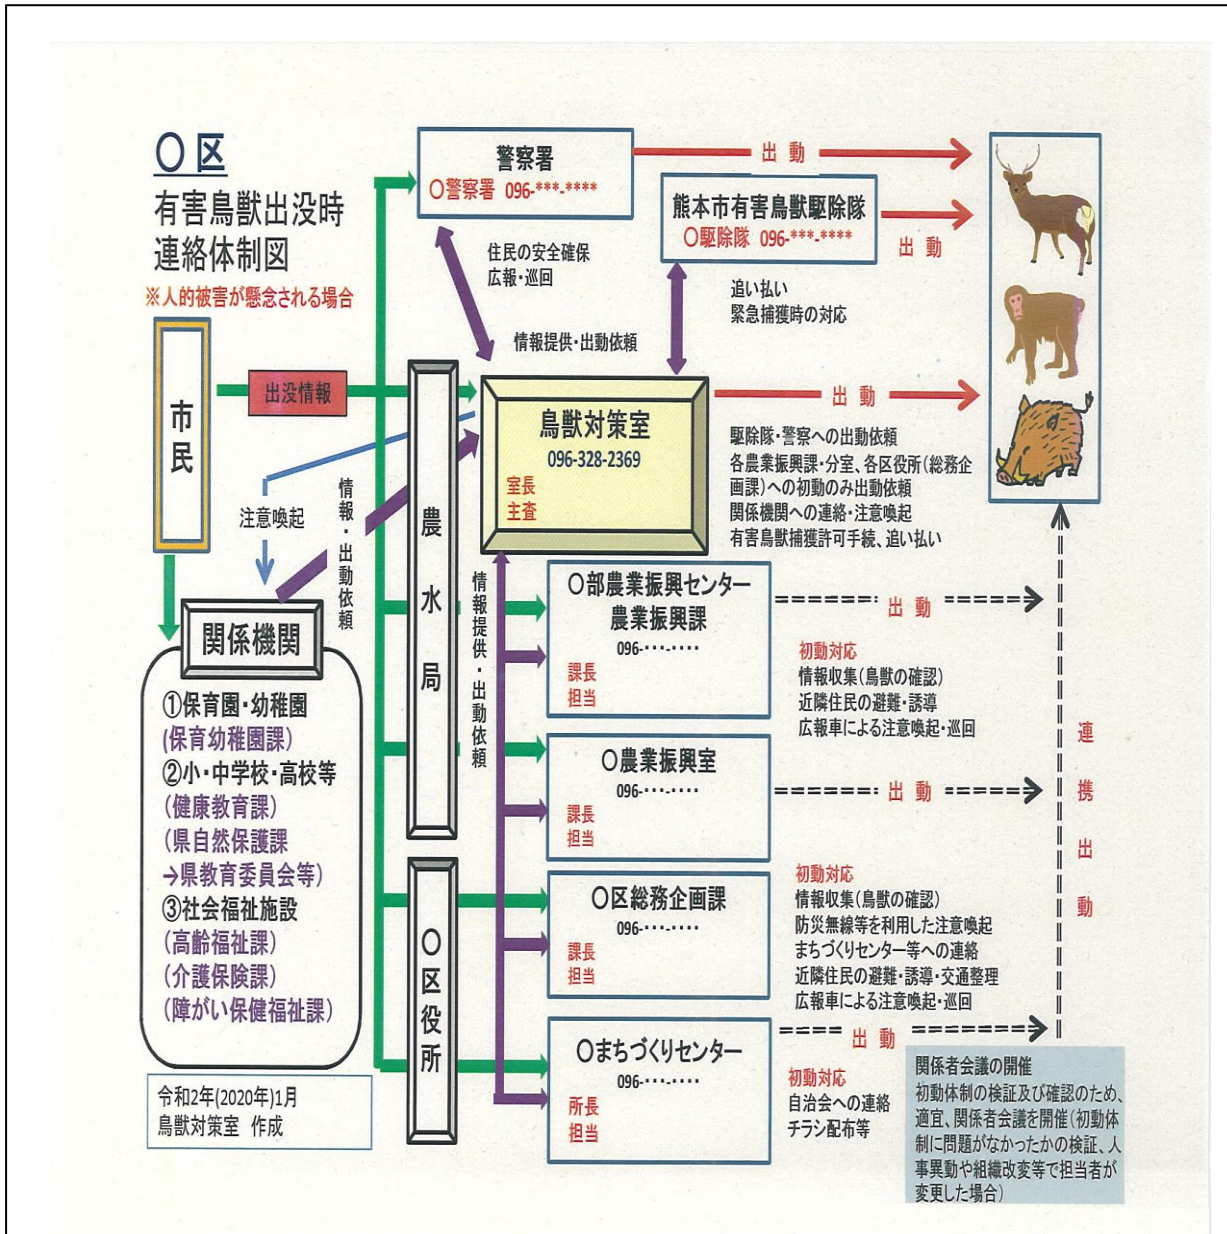 〇区
有害鳥獣出没時
連絡体制図
※人的被害が懸念される場合
市民
出没情報
警察署
〇警察署 096-***-****
出 動
熊本市有害鳥獣駆除隊
〇駆除隊 096-***-****
出 動
住民の安全確保
広報・巡回
追い払い
緊急捕獲時の対応
情報提供・出動依頼
鳥獣対策室
096-328-2369
室長
主査
出 動
駆除隊・警察への出動依頼
各農業振興課・分室、各区役所(総務企
画課)への初動のみ出動依頼
関係機関への連絡・注意喚起
有害鳥獣捕獲許可手続、追い払い
注意喚起
情報・出動依頼
農水局
情報提供・出動依頼
関係機関
①保育園・幼稚園
(保育幼稚園課)
②小・中学校・高校等
(健康教育課)
(県自然保護課
→県教育委員会等)
③社会福祉施設
(高齢福祉課)
(介護保険課)
(障がい保健福祉課)
〇部農業振興センター
農業振興課
096-・・・-・・・・
課長
担当
出 動
初動対応
情報収集(鳥獣の確認)
近隣住民の避難・誘導
広報車による注意喚起・巡回
〇農業振興室
096-・・・-・・・・
課長
担当
出 動
連携出動
〇区役所
〇区総務企画課
096-・・・-・・・・
課長
担当
初動対応
情報収集(鳥獣の確認)
防災無線等を利用した注意喚起
まちづくりセンター等への連絡
近隣住民の避難・誘導・交通整理
広報車による注意喚起・巡回
〇まちづくりセンター
096-・・・-・・・・
所長
担当
出 動
初動対応
自治会への連絡
チラシ配布等
関係者会議の開催
初動体制の検証及び確認のため、
適宜、関係者会議を開催(初動体
制に問題がなかったかの検証、人
事異動や組織改変等で担当者が
変更した場合)
令和2年(2020年)1月
鳥獣対策室 作成